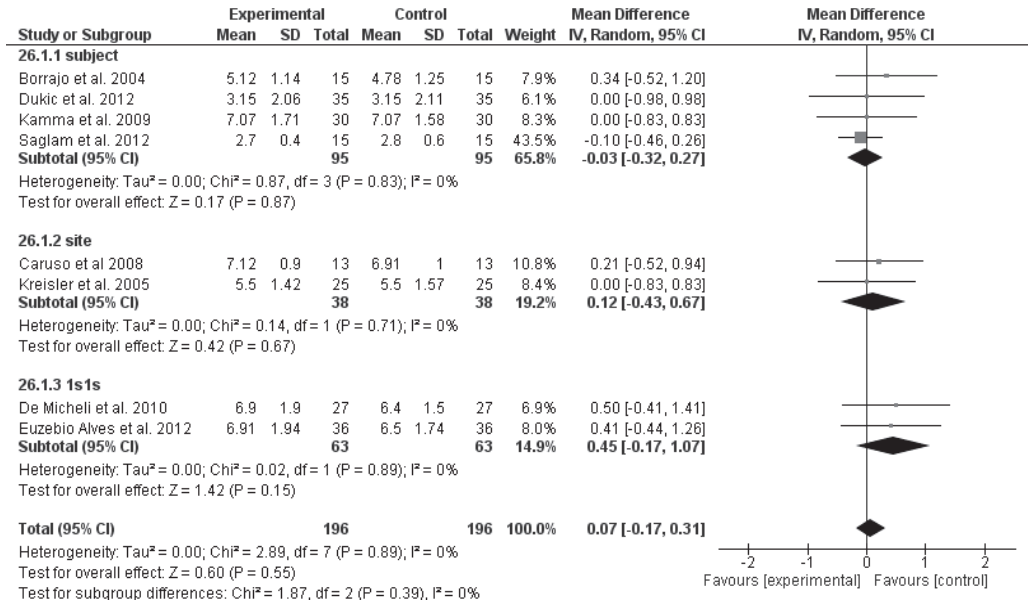 Experimental Control Mean Difference Mean Difference
Study or Subgroup Mean SD Total Mean SD Total Weight IV, Random, 95% CI IV, Random, 95% CI
26.1.1 subject
Borrajo et al. 2004 5.12 1.14 15 4.78 1.25 15 7.9% 0.34 [-0.52, 1.20]
Dukic et al. 2012 3.15 2.06 35 3.15 2.11 35 6.1% 0.00 [-0.98, 0.98]
Kamma et al. 2009 7.07 1.71 30 7.07 1.58 30 8.3% 0.00 [-0.83, 0.83]
Saglam et al. 2012 2.7 0.4 15 2.8 0.6 15 43.5% -0.10 [-0.46, 0.26]
Subtotal (95% CI) 95 95 65.8% -0.03 [-0.32, 0.27]
Heterogeneity: Tau² = 0.00; Chi² = 0.87, df = 3 (P = 0.83); I² = 0%
Test for overall effect: Z = 0.17 (P = 0.87)
26.1.2 site
Caruso et al 2008 7.12 0.9 13 6.91 1 13 10.8% 0.21 [-0.52, 0.94]
Kreisler et al. 2005 5.5 1.42 25 5.5 1.57 25 8.4% 0.00 [-0.83, 0.83]
Subtotal (95% CI) 38 38 19.2% 0.12 [-0.43, 0.67]
Heterogeneity: Tau² = 0.00; Chi² = 0.14, df = 1 (P = 0.71); I² = 0%
Test for overall effect: Z = 0.42 (P = 0.67)
26.1.3 1s1s
De Micheli et al. 2010 6.9 1.9 27 6.4 1.5 27 6.9% 0.50 [-0.41, 1.41]
Euzebio Alves et al. 2012 6.91 1.94 36 6.5 1.74 36 8.0% 0.41 [-0.44, 1.26]
Subtotal (95% CI) 63 63 14.9% 0.45 [-0.17, 1.07]
Heterogeneity: Tau² = 0.00; Chi² = 0.02, df = 1 (P = 0.89); I² = 0%
Test for overall effect: Z = 1.42 (P = 0.15)
Total (95% CI) 196 196 100.0% 0.07 [-0.17, 0.31]
Heterogeneity: Tau² = 0.00; Chi² = 2.89, df = 7 (P = 0.89); I² = 0%
Test for overall effect: Z = 0.60 (P = 0.55)
Test for subgroup differences: Chi² = 1.87, df = 2 (P = 0.39), I² = 0%
-2 -1 0 1 2
Favours [experimental] Favours [control]